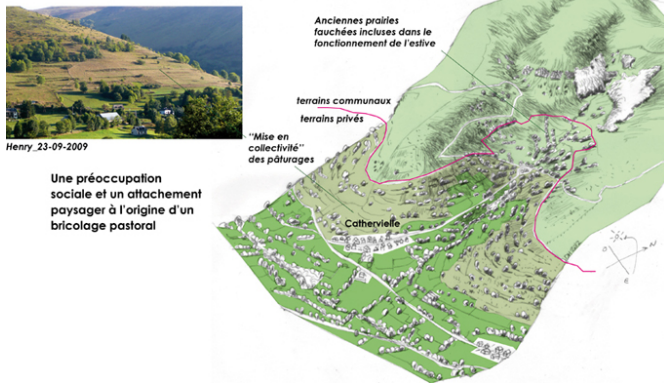 Anciennes prairies
fauchées incluses dans le
fonctionnement de l'estive
terrains communaux
terrains privés
Henry_23-09-2009
"Mise en
collectivité"
des pâturages
Une préoccupation
sociale et un attachement
paysager à l'origine d'un
bricolage pastoral
Cathervielle